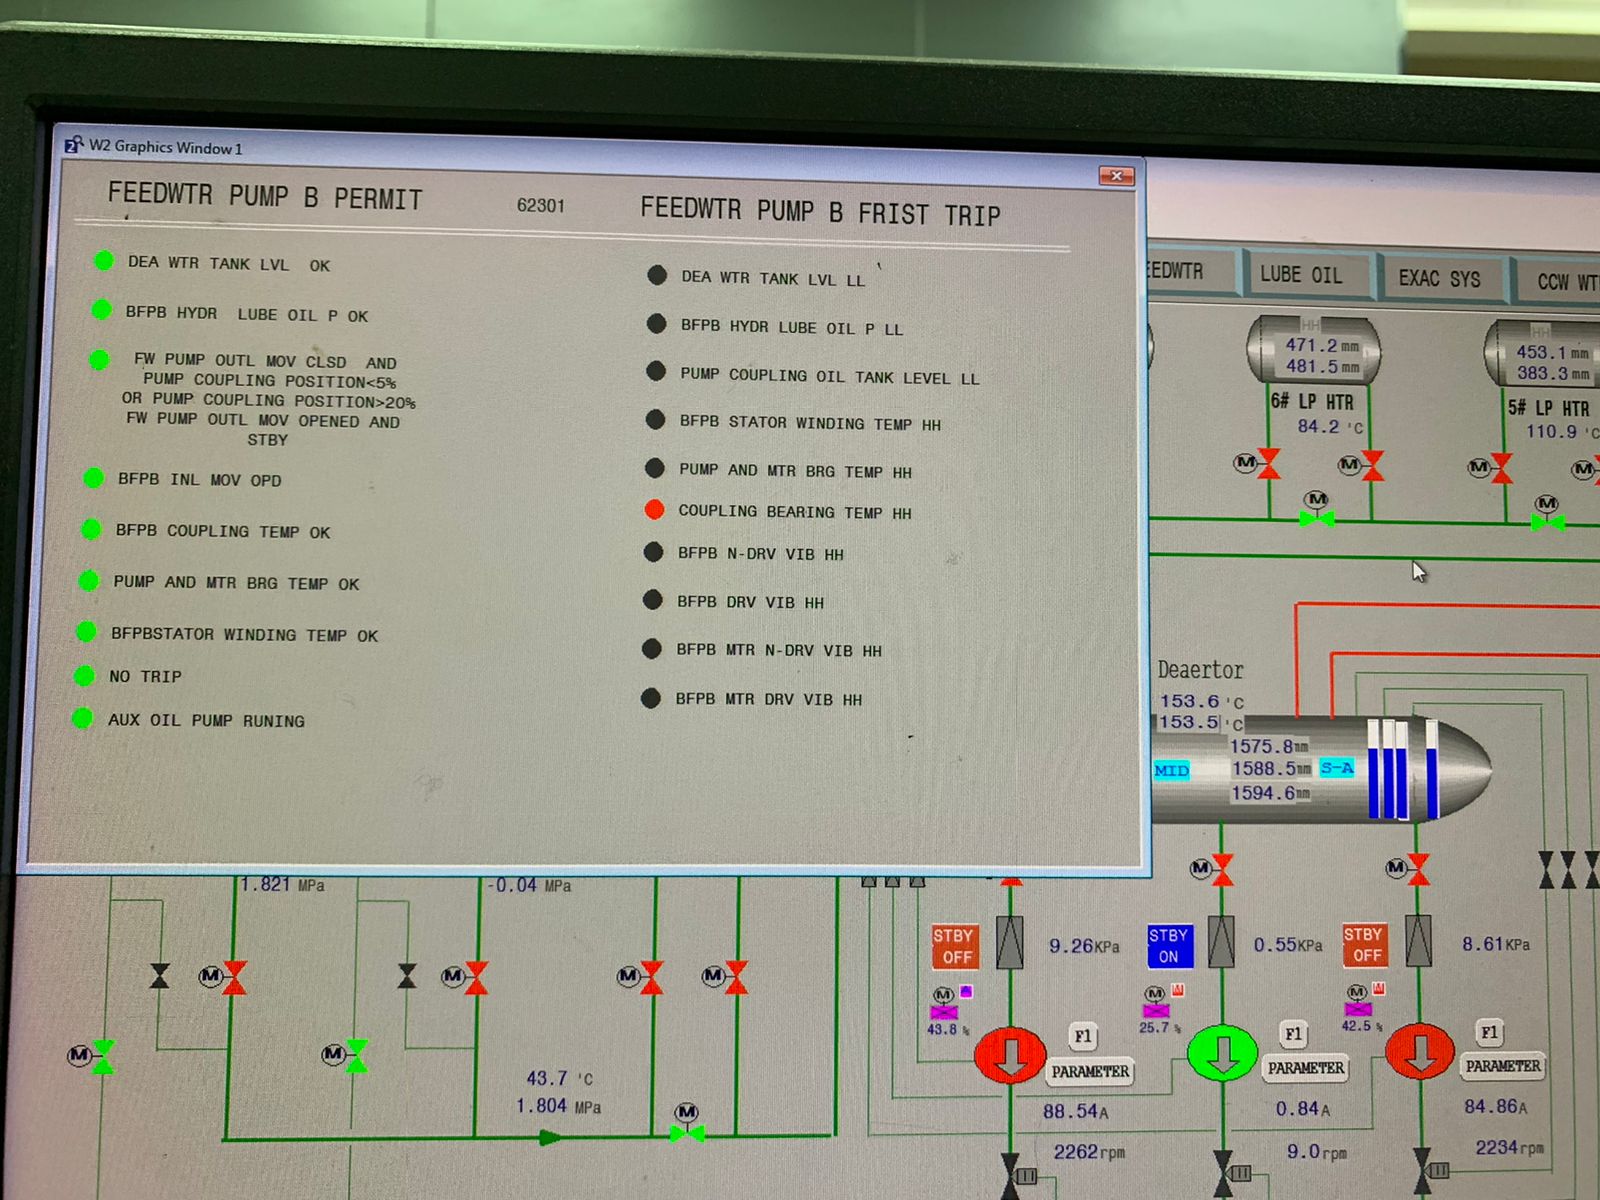 W2 Graphics Window 1
FEEDWTR PUMP B PERMIT
62301
FEEDWTR PUMP B FRIST TRIP
DEA WTR TANK LVL OK
BFPB HYDR LUBE OIL P OK
FW PUMP OUTL MOV CLSD AND
PUMP COUPLING POSITION<5%
OR PUMP COUPLING POSITION>20%
FW PUMP OUTL MOV OPENED AND
STBY
BFPB INL MOV OPD
BFPB COUPLING TEMP OK
PUMP AND MTR BRG TEMP OK
BFPBSTATOR WINDING TEMP OK
NO TRIP
AUX OIL PUMP RUNING
DEA WTR TANK LVL LL
BFPB HYDR LUBE OIL P LL
PUMP COUPLING OIL TANK LEVEL LL
BFPB STATOR WINDING TEMP HH
PUMP AND MTR BRG TEMP HH
COUPLING BEARING TEMP HH
BFPB N-DRV VIB HH
BFPB DRV VIB HH
BFPB MTR N-DRV VIB HH
BFPB MTR DRV VIB HH
EEDWTR
LUBE OIL
EXAC SYS
CCW WT
HH
471.2 mm
481.5 mm
6# LP HTR
84.2 'C
HH
453.1 mm
383.3 mm
5# LP HTR
110.9 'C
M
M
M
M
M
M
Deaertor
153.6 'C
153.5 'C
1575.8mm
MID
1588.5mm
S-A
1594.6mm
M
M
1.821 MPa
-0.04 MPa
STBY
OFF
9.26KPa
STBY
ON
0.55KPa
STBY
OFF
8.61KPa
M
M
M
M
M
43.8 %
M
M
25.7 %
M
M
42.5 %
F1
PARAMETER
F1
PARAMETER
F1
PARAMETER
M
M
43.7 'C
1.804 MPa
M
88.54A
0.84A
84.86A
2262rpm
9.0rpm
2234rpm